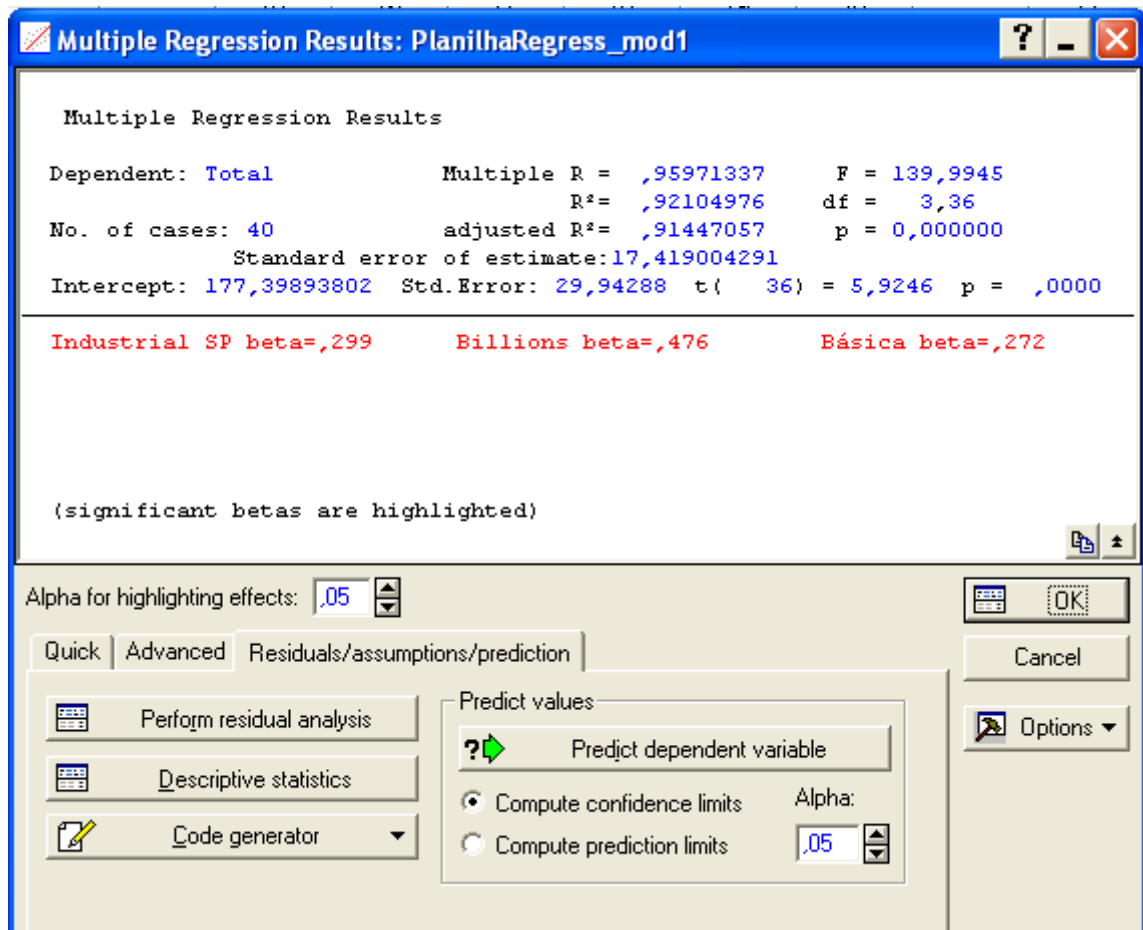 Multiple Regression Results: PlanilhaRegress_mod1
Multiple Regression Results
Dependent: Total Multiple R = ,95971337 F = 139,9945
R²= ,92104976 df = 3,36
No. of cases: 40 adjusted R²= ,91447057 p = 0,000000
Standard error of estimate:17,419004291
Intercept: 177,39893802 Std.Error: 29,94288 t( 36) = 5,9246 p = ,0000
Industrial SP beta=,299 Billions beta=,476 Básica beta=,272
(significant betas are highlighted)
Alpha for highlighting effects: ,05
OK
Cancel
Options
Quick Advanced Residuals/assumptions/prediction
Perform residual analysis
Descriptive statistics
Code generator
Predict values
Predict dependent variable
Compute confidence limits
Compute prediction limits
Alpha:
,05